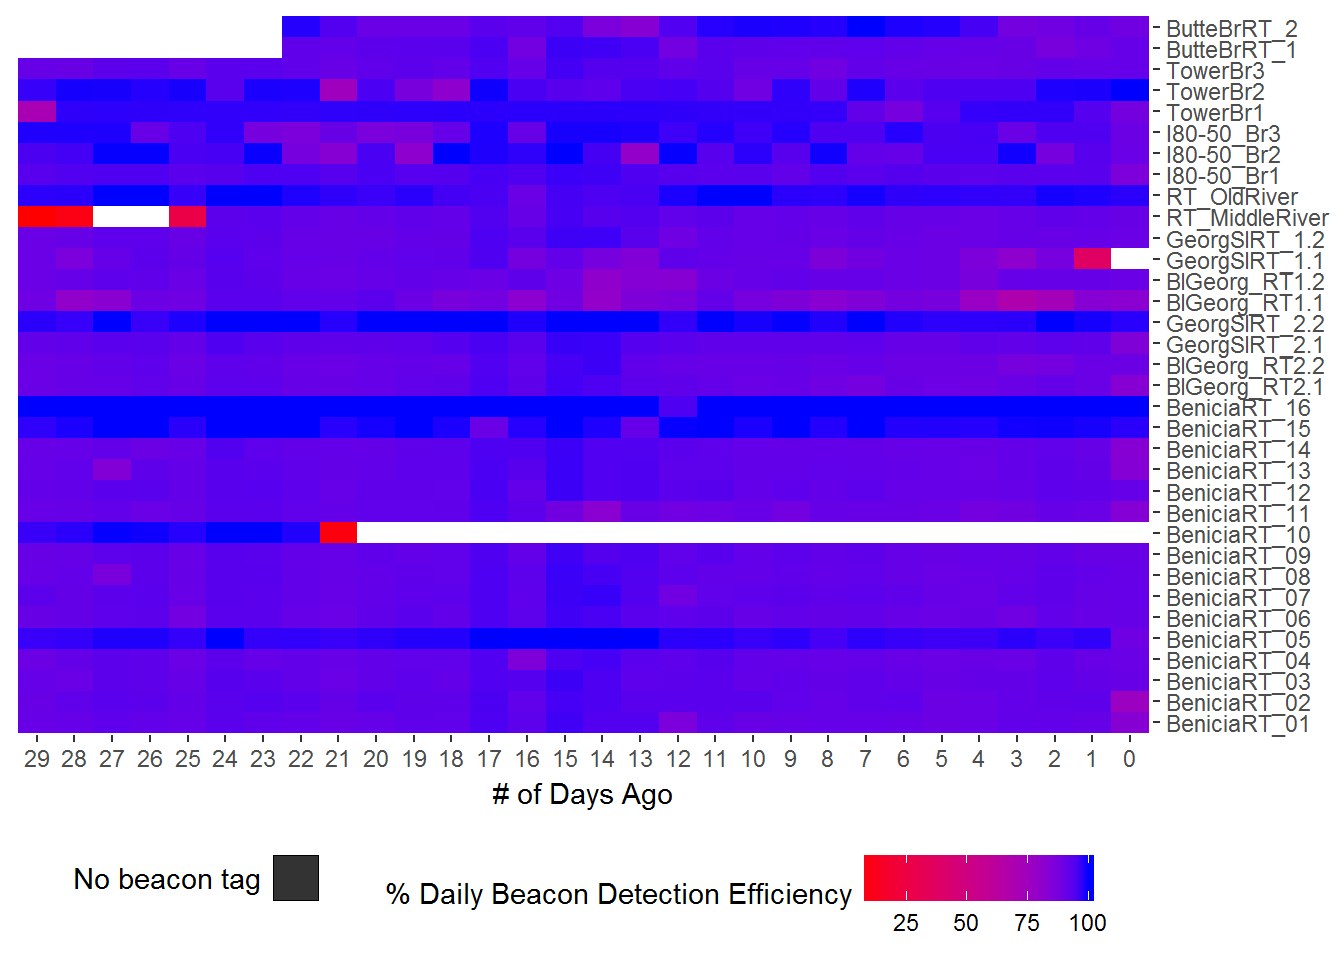 ButteBrRT_2
ButteBrRT_1
TowerBr3
TowerBr2
TowerBr1
I80-50_Br3
I80-50_Br2
I80-50_Br1
RT_OldRiver
RT_MiddleRiver
GeorgSlRT_1.2
GeorgSlRT_1.1
BlGeorg_RT1.2
BlGeorg_RT1.1
GeorgSlRT_2.2
GeorgSlRT_2.1
BlGeorg_RT2.2
BlGeorg_RT2.1
BeniciaRT_16
BeniciaRT_15
BeniciaRT_14
BeniciaRT_13
BeniciaRT_12
BeniciaRT_11
BeniciaRT_10
BeniciaRT_09
BeniciaRT_08
BeniciaRT_07
BeniciaRT_06
BeniciaRT_05
BeniciaRT_04
BeniciaRT_03
BeniciaRT_02
BeniciaRT_01
29 28 27 26 25 24 23 22 21 20 19 18 17 16 15 14 13 12 11 10 9 8 7 6 5 4 3 2 1 0
# of Days Ago
No beacon tag
% Daily Beacon Detection Efficiency
25 50 75 100